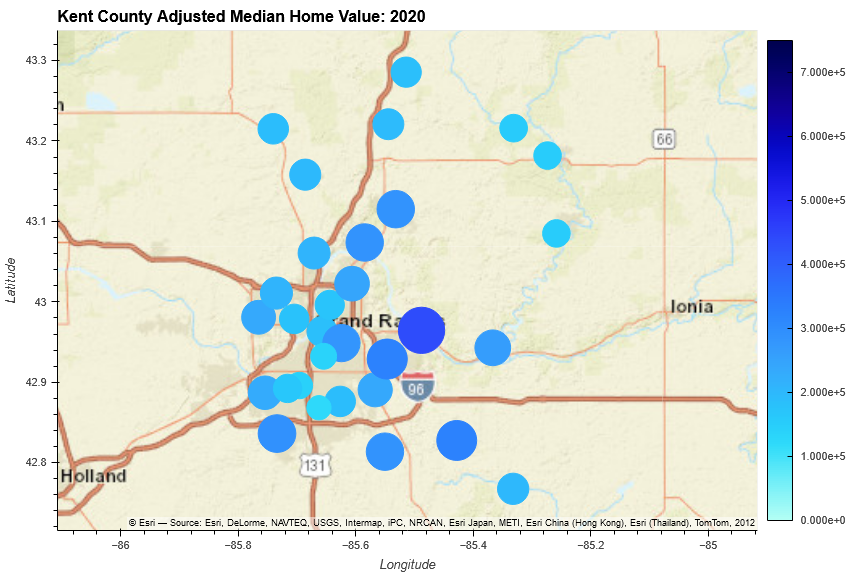 Kent County Adjusted Median Home Value: 2020
43.3
43.2
43.1
43
42.9
42.8
Latitude
66
Ionia
96
131
Holland
© Esri — Source: Esri, DeLorme, NAVTEQ, USGS, Intermap, iPC, NRCAN, Esri Japan, METI, Esri China (Hong Kong), Esri (Thailand), TomTom, 2012
−86
−85.8
−85.6
−85.4
−85.2
−85
Longitude
7.000e+5
6.000e+5
5.000e+5
4.000e+5
3.000e+5
2.000e+5
1.000e+5
0.000e+0